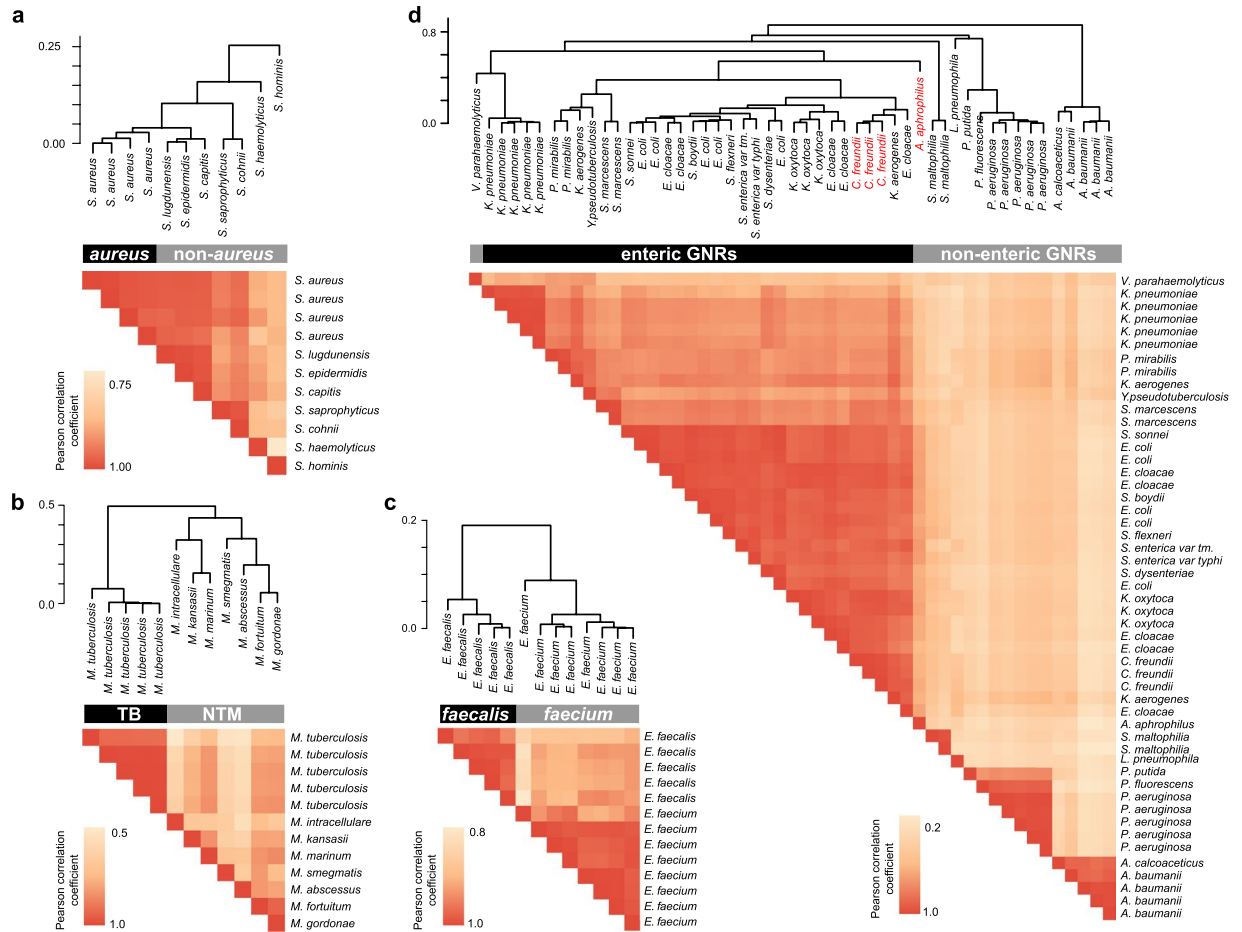 a
0.25
0.00
S. aureus
S. aureus
S. aureus
S. aureus
S. lugdunensis
S. epidermidis
S. capitis
S. saprophyticus
S. cohnii
S. haemolyticus
S. hominis
aureus non-aureus
S. aureus
S. aureus
S. aureus
S. aureus
S. lugdunensis
S. epidermidis
S. capitis
S. saprophyticus
S. cohnii
S. haemolyticus
S. hominis
Pearson correlation
coefficient
0.75
1.00
b
0.5
0.0
M. tuberculosis
M. tuberculosis
M. tuberculosis
M. tuberculosis
M. tuberculosis
M. intracellulare
M. kansasii
M. marinum
M. smegmatis
M. abscessus
M. fortuitum
M. gordonae
TB NTM
M. tuberculosis
M. tuberculosis
M. tuberculosis
M. tuberculosis
M. tuberculosis
M. intracellulare
M. kansasii
M. marinum
M. smegmatis
M. abscessus
M. fortuitum
M. gordonae
Pearson correlation
coefficient
0.5
1.0
c
0.2
0.0
E. faecalis
E. faecalis
E. faecalis
E. faecalis
E. faecalis
E. faecium
E. faecium
E. faecium
E. faecium
E. faecium
E. faecium
E. faecium
E. faecium
faecalis faecium
E. faecalis
E. faecalis
E. faecalis
E. faecalis
E. faecalis
E. faecium
E. faecium
E. faecium
E. faecium
E. faecium
E. faecium
E. faecium
E. faecium
Pearson correlation
coefficient
0.8
1.0
d
0.8
0.0
V. parahaemolyticus
K. pneumoniae
K. pneumoniae
K. pneumoniae
K. pneumoniae
K. pneumoniae
P. mirabilis
P. mirabilis
K. aerogenes
Y.pseudotuberculosis
S. marcescens
S. marcescens
S. sonnei
E. coli
E. coli
E. cloacae
E. cloacae
S. boydii
E. coli
E. coli
S. flexneri
S. enterica var tm.
S. enterica var typhi
S. dysenteriae
E. coli
K. oxytoca
K. oxytoca
K. oxytoca
E. cloacae
E. cloacae
C. freundii
C. freundii
C. freundii
K. aerogenes
E. cloacae
A. aphrophilus
S. maltophilia
S. maltophilia
L. pneumophila
P. putida
P. fluorescens
P. aeruginosa
P. aeruginosa
P. aeruginosa
P. aeruginosa
P. aeruginosa
A. calcoaceticus
A. baumanii
A. baumanii
A. baumanii
A. baumanii
enteric GNRs non-enteric GNRs
V. parahaemolyticus
K. pneumoniae
K. pneumoniae
K. pneumoniae
K. pneumoniae
K. pneumoniae
P. mirabilis
P. mirabilis
K. aerogenes
Y.pseudotuberculosis
S. marcescens
S. marcescens
S. sonnei
E. coli
E. coli
E. cloacae
E. cloacae
S. boydii
E. coli
E. coli
S. flexneri
S. enterica var tm.
S. enterica var typhi
S. dysenteriae
E. coli
K. oxytoca
K. oxytoca
K. oxytoca
E. cloacae
E. cloacae
C. freundii
C. freundii
C. freundii
K. aerogenes
E. cloacae
A. aphrophilus
S. maltophilia
S. maltophilia
L. pneumophila
P. putida
P. fluorescens
P. aeruginosa
P. aeruginosa
P. aeruginosa
P. aeruginosa
P. aeruginosa
A. calcoaceticus
A. baumanii
A. baumanii
A. baumanii
A. baumanii
Pearson correlation
coefficient
0.2
1.0